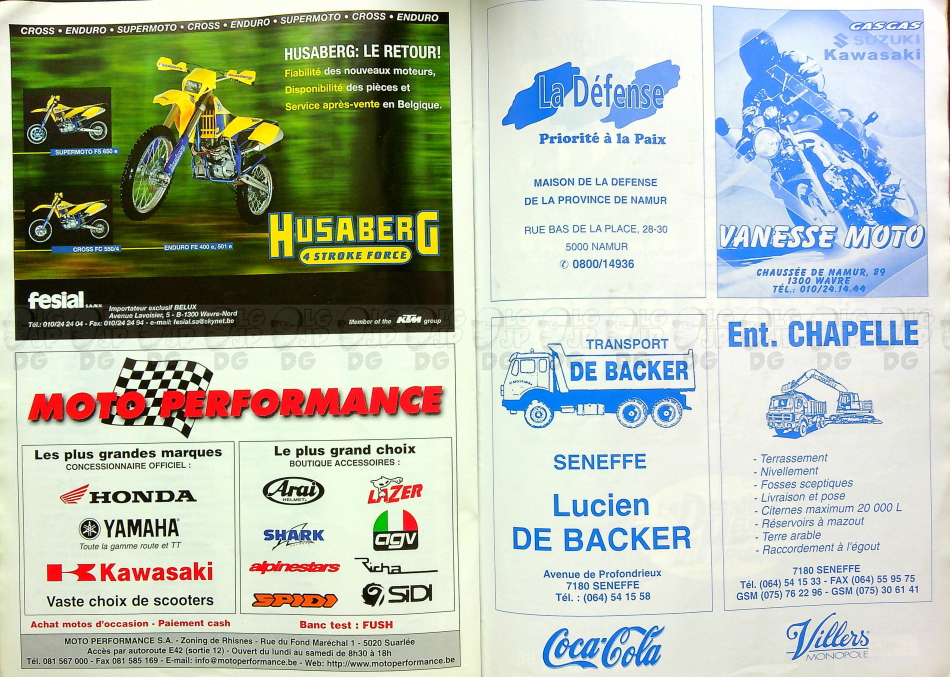 CROSS • ENDURO • SUPERMOTO • CROSS • ENDURO • SUPERMOTO • CROSS • ENDURO
HUSABERG: LE RETOUR!
Fiabilité des nouveaux moteurs,
Disponibilité des pièces et
Service après-vente en Belgique.
SUPERMOTO FS 650 e
CROSS FC 550/4
ENDURO FE 400 e, 501 e
HUSABERG
4 STROKE FORCE
fesial S.A./N.V.
Importateur exclusif BELUX
Avenue Lavoisier, 5 - B-1300 Wavre-Nord
Tél.: 010/24 24 04 - Fax: 010/24 24 94 - e-mail: fesial.sa@skynet.be
Member of the KTM group
MOTO PERFORMANCE
Les plus grandes marques
CONCESSIONNAIRE OFFICIEL :
HONDA
YAMAHA
Toute la gamme route et TT
Kawasaki
Vaste choix de scooters
Le plus grand choix
BOUTIQUE ACCESSOIRES :
Arai
HELMET
LAZER
SHARK
agv
alpinestars
Richa
SPIDI
SIDI
Achat motos d'occasion - Paiement cash
Banc test : FUSH
MOTO PERFORMANCE S.A. - Zoning de Rhisnes - Rue du Fond Maréchal 1 - 5020 Suarlée
Accès par autoroute E42 (sortie 12) - Ouvert du lundi au samedi de 8h30 à 18h
Tél. 081 567 000 - Fax 081 585 169 - E-mail: info@motoperformance.be - Web: http://www.motoperformance.be
La Défense
Priorité à la Paix
MAISON DE LA DEFENSE
DE LA PROVINCE DE NAMUR
RUE BAS DE LA PLACE, 28-30
5000 NAMUR
✆ 0800/14936
GASGAS
SUZUKI
Kawasaki
VANESSE MOTO
CHAUSSÉE DE NAMUR, 89
1300 WAVRE
TÉL.: 010/24.14.44
TRANSPORT
DE BACKER
SENEFFE
Lucien
DE BACKER
Avenue de Profondrieux
7180 SENEFFE
Tél. : (064) 54 15 58
Ent. CHAPELLE
- Terrassement
- Nivellement
- Fosses sceptiques
- Livraison et pose
- Citernes maximum 20 000 L
- Réservoirs à mazout
- Terre arable
- Raccordement à l'égout
7180 SENEFFE
Tél. (064) 54 15 33 - FAX (064) 55 95 75
GSM (075) 76 22 96 - GSM (075) 30 61 41
Coca-Cola
Villers
MONOPOLE